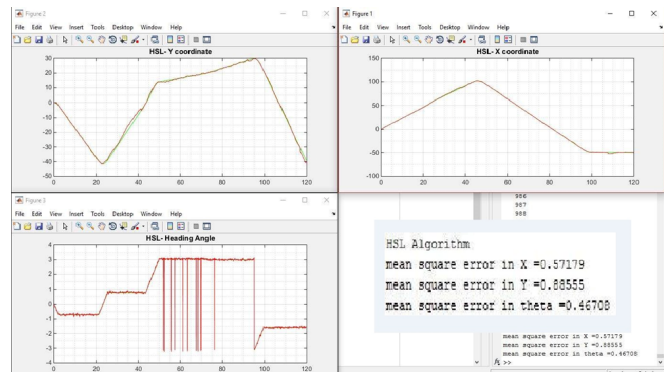 Figure 2
File Edit View Insert Tools Desktop Window Help
HSL- Y coordinate
30
20
10
0
-10
-20
-30
-40
-50
0 20 40 60 80 100 120
Figure 1
File Edit View Insert Tools Desktop Window Help
HSL- X coordinate
150
100
50
0
-50
-100
0 20 40 60 80 100 120
Figure 3
File Edit View Insert Tools Desktop Window Help
HSL- Heading Angle
4
3
2
1
0
-1
-2
-3
-4
0 20 40 60 80 100 120
986
987
988
HSL Algorithm
mean square error in X =0.57179
mean square error in Y =0.88555
mean square error in theta =0.46708
mean square error in X =0.57179
mean square error in Y =0.88555
mean square error in theta =0.46708
fx >>